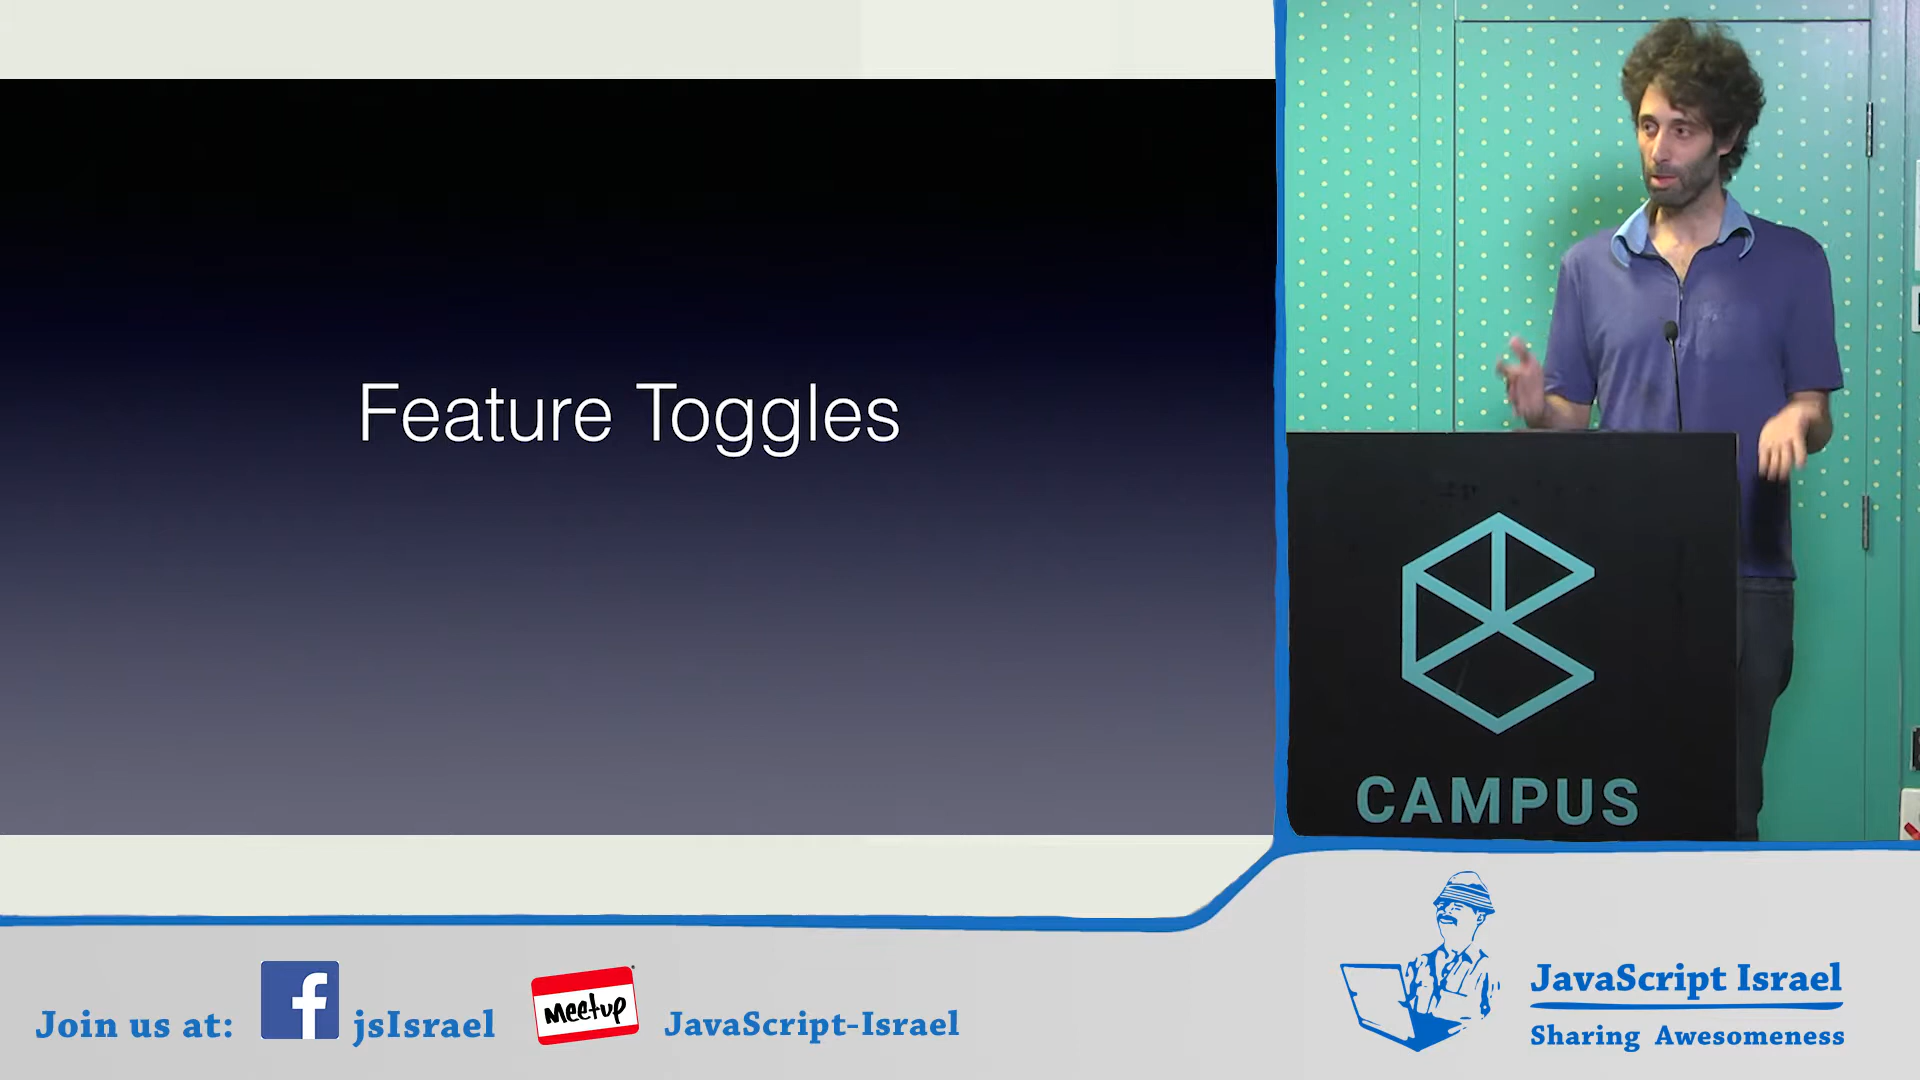 Feature Toggles
CAMPUS
Join us at:
f
jsIsrael
Meetup
JavaScript-Israel
JavaScript Israel
Sharing Awesomeness